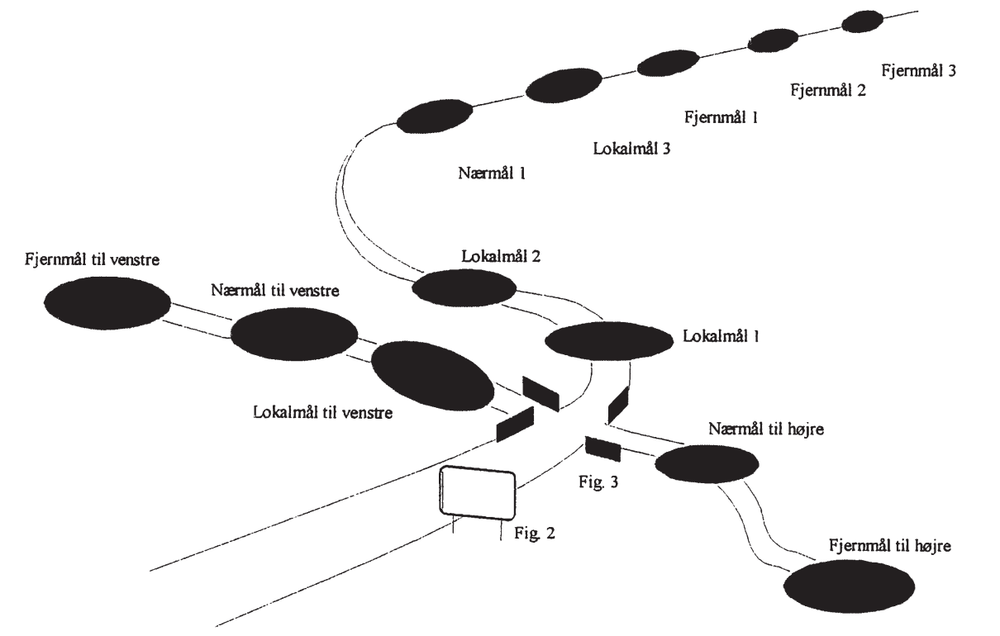 Fjernmål 3
Fjernmål 2
Fjernmål 1
Lokalmål 3
Nærmål 1
Lokalmål 2
Fjernmål til venstre
Nærmål til venstre
Lokalmål 1
Lokalmål til venstre
Nærmål til højre
Fig. 3
Fig. 2
Fjernmål til højre